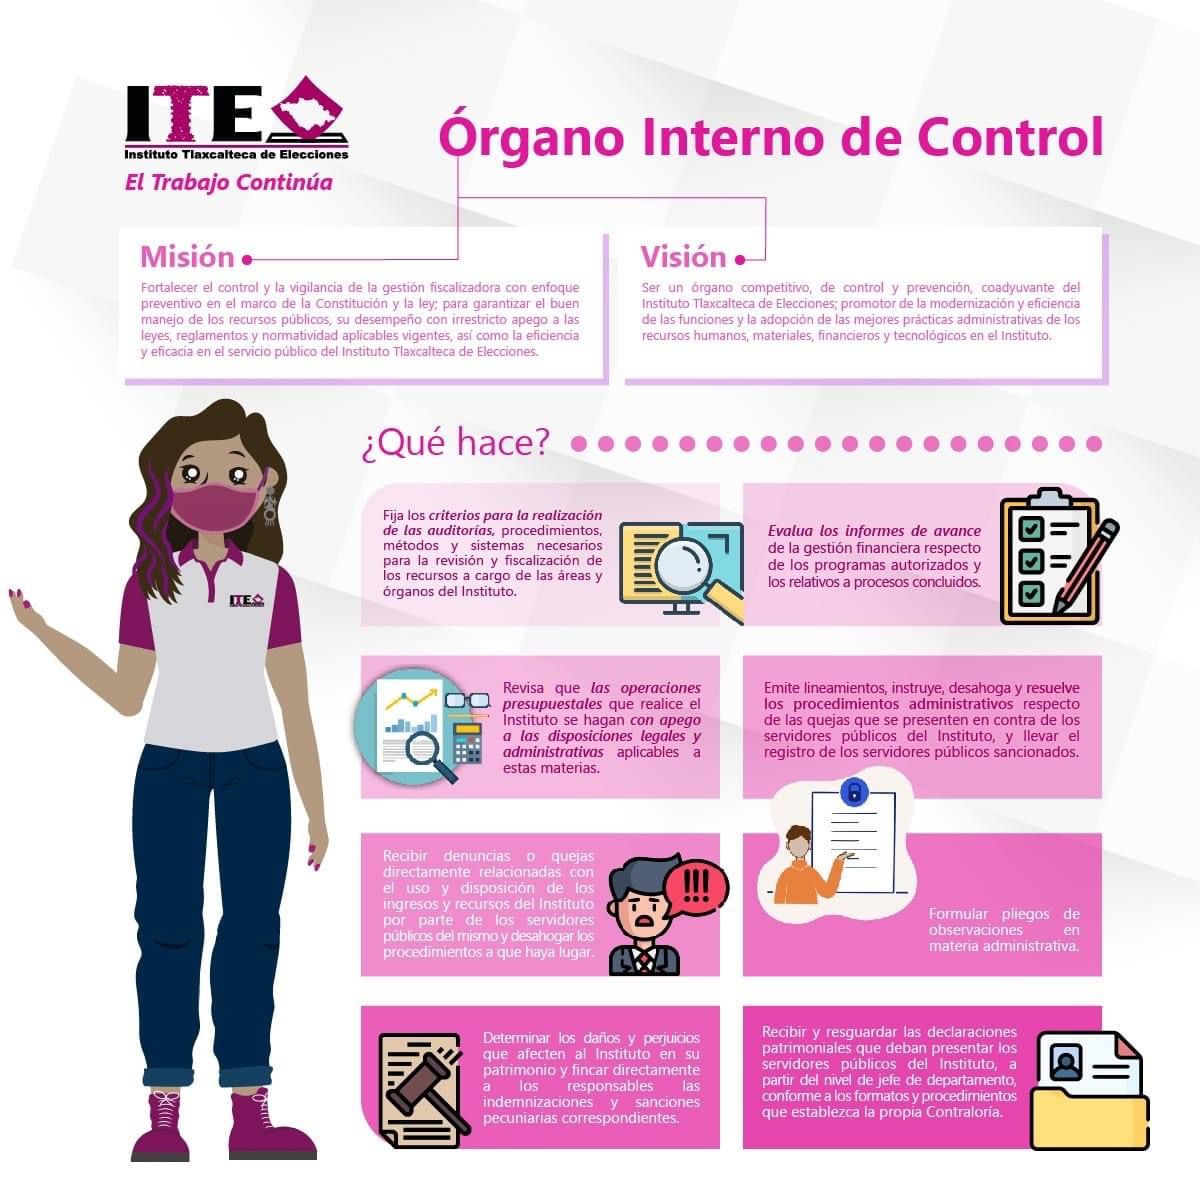 ITE
Instituto Tlaxcalteca de Elecciones
El Trabajo Continúa
Órgano Interno de Control
Misión
Fortalecer el control y la vigilancia de la gestión fiscalizadora con enfoque
preventivo en el marco de la Constitución y la ley; para garantizar el buen
manejo de los recursos públicos, su desempeño con irrestricto apego a las
leyes, reglamentos y normatividad aplicables vigentes, así como la eficiencia
y eficacia en el servicio público del Instituto Tlaxcalteca de Elecciones.
Visión
Ser un órgano competitivo, de control y prevención, coadyuvante del
Instituto Tlaxcalteca de Elecciones; promotor de la modernización y eficiencia
de las funciones y la adopción de las mejores prácticas administrativas de los
recursos humanos, materiales, financieros y tecnológicos en el Instituto.
¿Qué hace?
Fija los criterios para la realización
de las auditorías, procedimientos,
métodos y sistemas necesarios
para la revisión y fiscalización de
los recursos a cargo de las áreas y
órganos del Instituto.
Evalua los informes de avance
de la gestión financiera respecto
de los programas autorizados y
los relativos a procesos concluidos.
ITE
Revisa que las operaciones
presupuestales que realice el
Instituto se hagan con apego
a las disposiciones legales y
administrativas aplicables a
estas materias.
Emite lineamientos, instruye, desahoga y resuelve
los procedimientos administrativos respecto
de las quejas que se presenten en contra de los
servidores públicos del Instituto, y llevar el
registro de los servidores públicos sancionados.
Recibir denuncias o quejas
directamente relacionadas con
el uso y disposición de los
ingresos y recursos del Instituto
por parte de los servidores
públicos del mismo y desahogar los
procedimientos a que haya lugar.
!!!
Formular pliegos de
observaciones en
materia administrativa.
Determinar los daños y perjuicios
que afecten al Instituto en su
patrimonio y fincar directamente
a los responsables las
indemnizaciones y sanciones
pecuniarias correspondientes.
Recibir y resguardar las declaraciones
patrimoniales que deban presentar los
servidores públicos del Instituto, a
partir del nivel de jefe de departamento,
conforme a los formatos y procedimientos
que establezca la propia Contraloría.